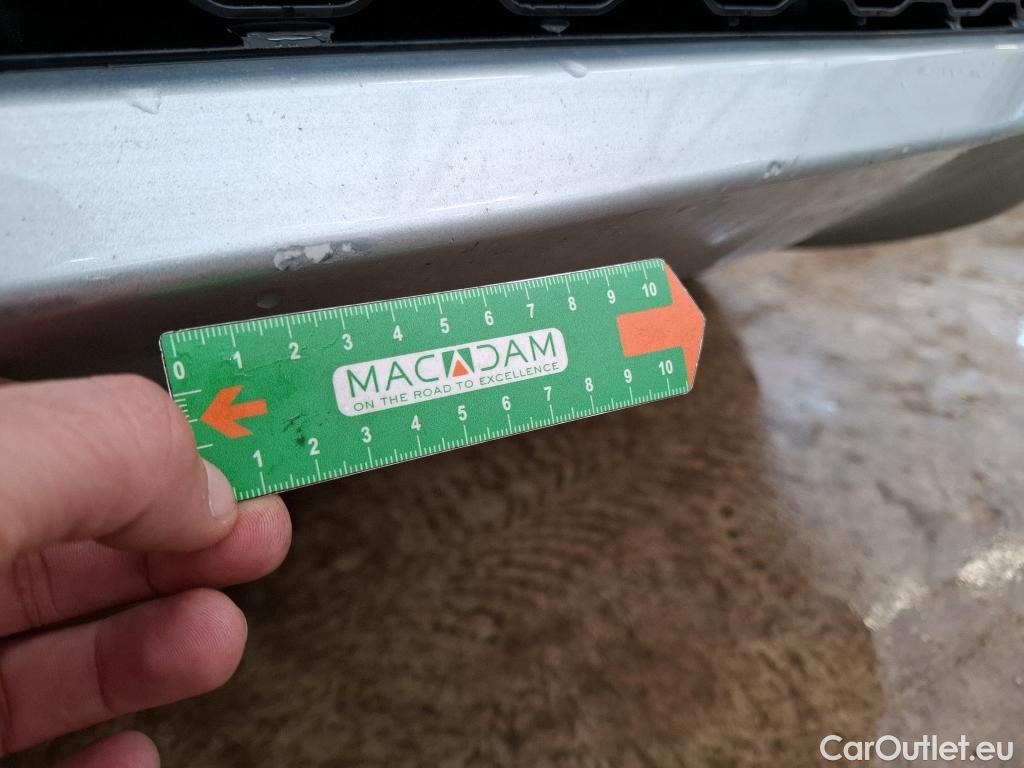 0 1 2 3 4 5 6 7 8 9 10
MACADAM
ON THE ROAD TO EXCELLENCE
1 2 3 4 5 6 7 8 9 10
CarOutlet.eu